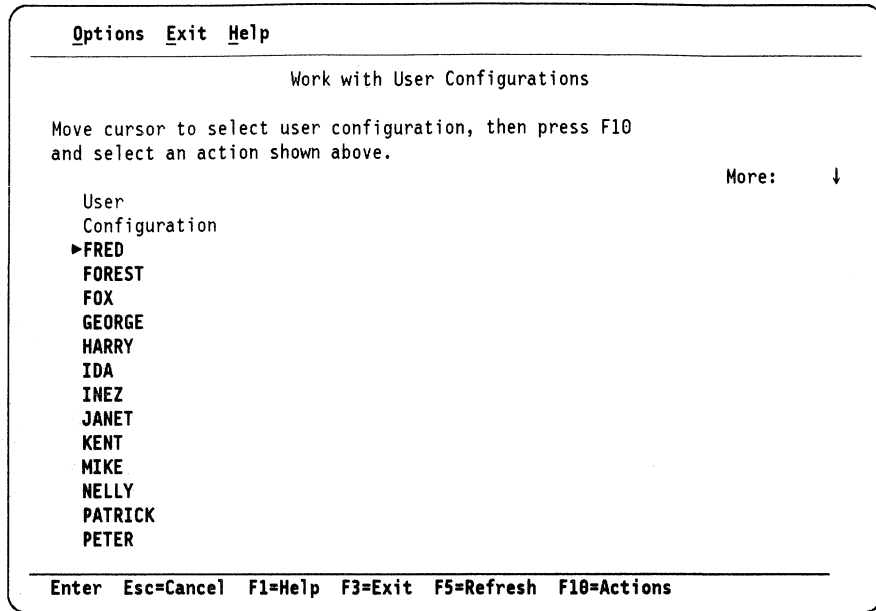 Options Exit Help
Work with User Configurations
Move cursor to select user configuration, then press F10
and select an action shown above.
More: ↓
User
Configuration
►FRED
FOREST
FOX
GEORGE
HARRY
IDA
INEZ
JANET
KENT
MIKE
NELLY
PATRICK
PETER
Enter Esc=Cancel F1=Help F3=Exit F5=Refresh F10=Actions